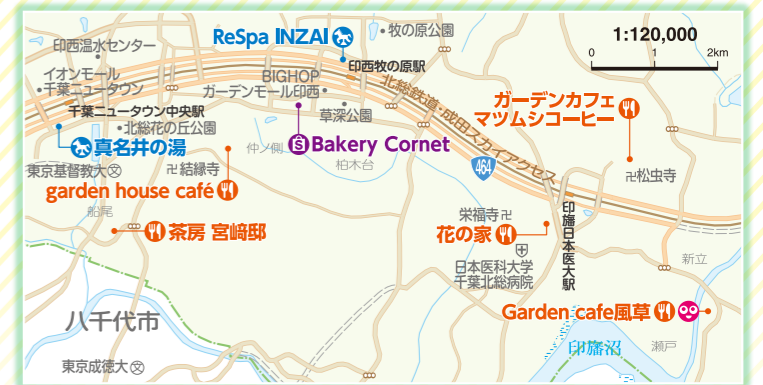 ReSpa INZAI
牧の原公園
1:120,000
0 1 2km
印西温水センター
印西牧の原駅
イオンモール
千葉ニュータウン
BIGHOP
ガーデンモール印西
北総鉄道・成田スカイアクセス
ガーデンカフェ
マツムシコーヒー
千葉ニュータウン中央駅
草深公園
北総花の丘公園
真名井の湯
仲ノ側
Bakery Cornet
柏木台
464
東京基督教大
文
卍結縁寺
卍松虫寺
garden house café
船尾
茶房 宮﨑邸
栄福寺卍
花の家
印旛日本医大駅
日本医科大学
千葉北総病院
新立
Garden cafe風草
八千代市
印旛沼
瀬戸
東京成徳大
文